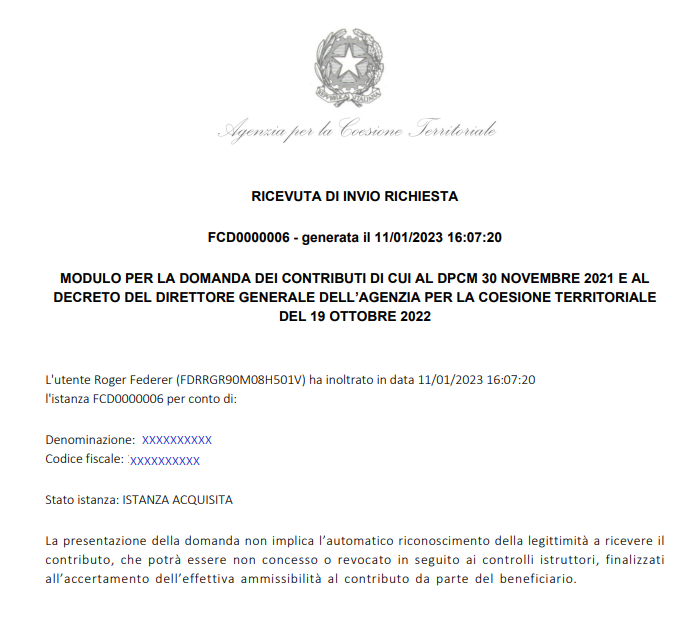 REPVBBLICA ITALIANA
Agenzia per la Coesione Territoriale
RICEVUTA DI INVIO RICHIESTA
FCD0000006 - generata il 11/01/2023 16:07:20
MODULO PER LA DOMANDA DEI CONTRIBUTI DI CUI AL DPCM 30 NOVEMBRE 2021 E AL
DECRETO DEL DIRETTORE GENERALE DELL'AGENZIA PER LA COESIONE TERRITORIALE
DEL 19 OTTOBRE 2022
L'utente Roger Federer (FDRRGR90M08H501V) ha inoltrato in data 11/01/2023 16:07:20
l'istanza FCD0000006 per conto di:
Denominazione: XXXXXXXXXX
Codice fiscale: XXXXXXXXXX
Stato istanza: ISTANZA ACQUISITA
La presentazione della domanda non implica l'automatico riconoscimento della legittimità a ricevere il
contributo, che potrà essere non concesso o revocato in seguito ai controlli istruttori, finalizzati
all'accertamento dell'effettiva ammissibilità al contributo da parte del beneficiario.